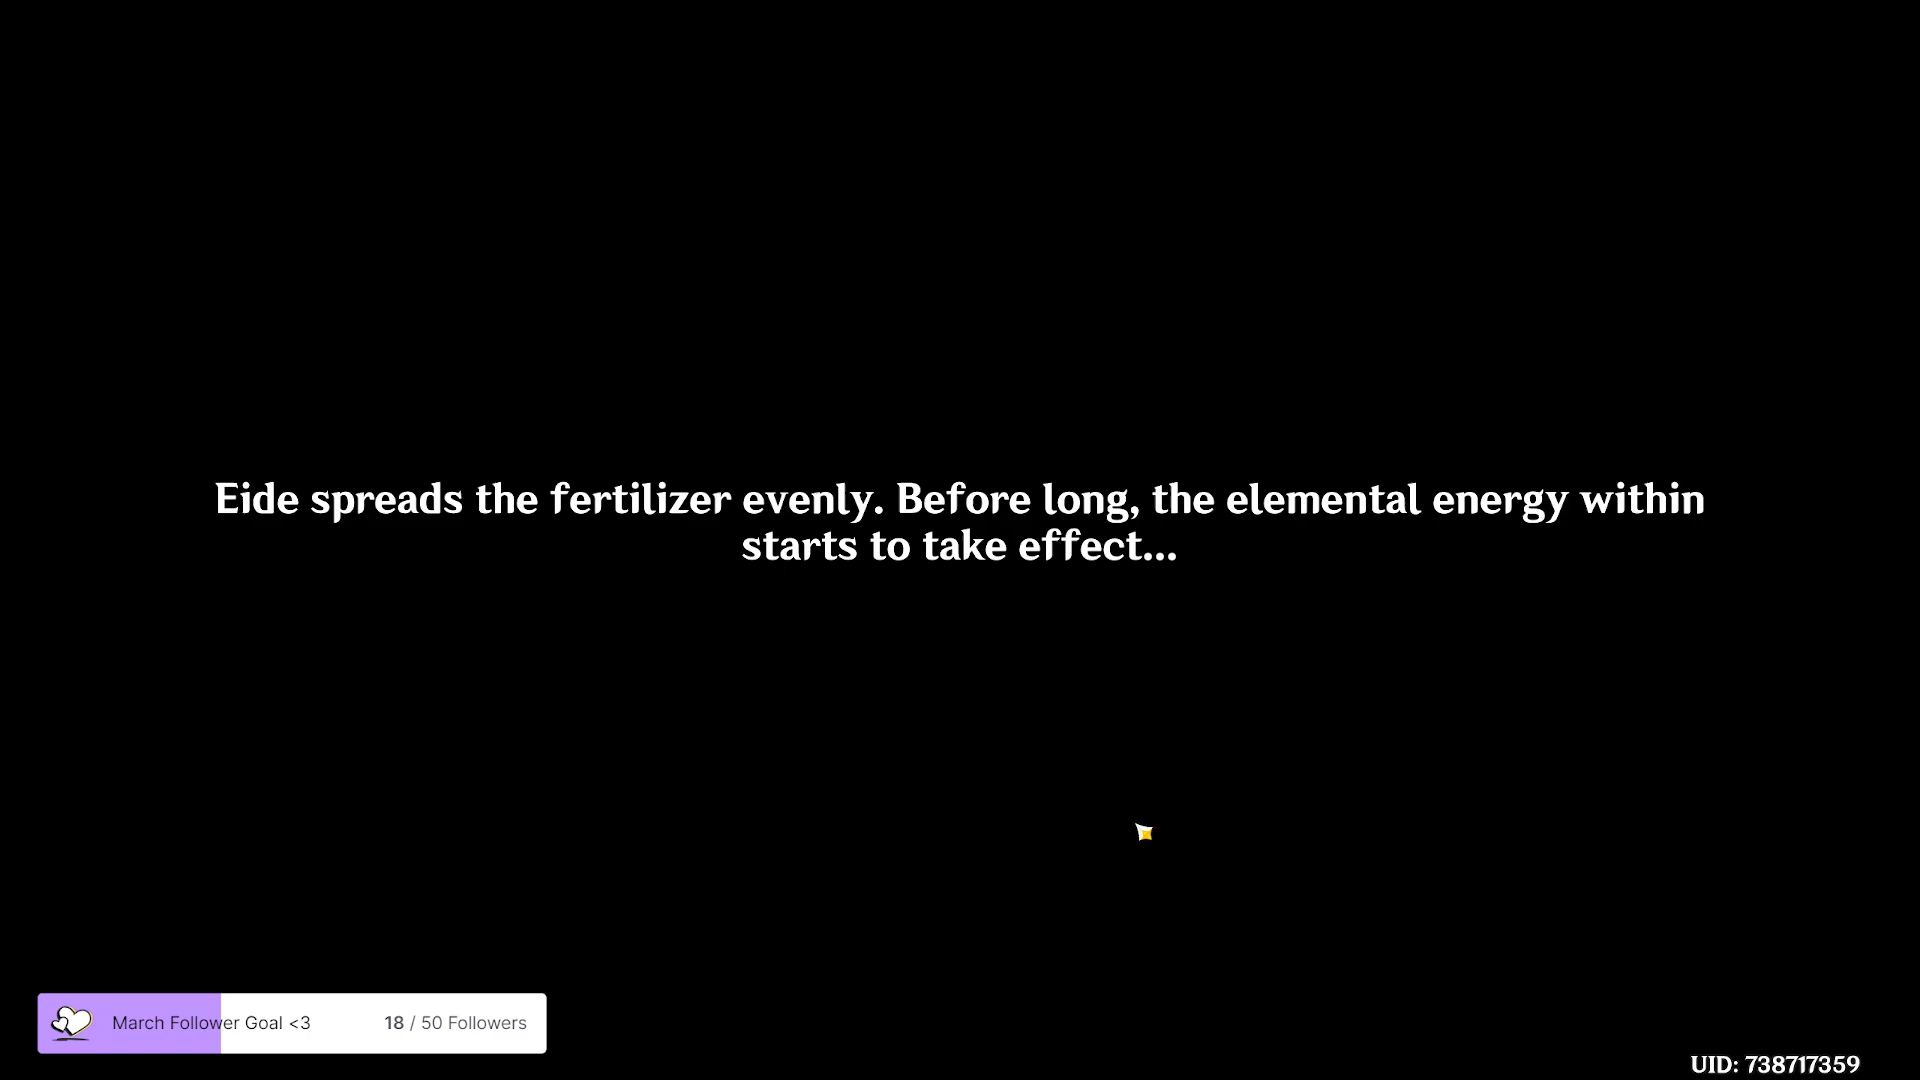 Eide spreads the fertilizer evenly. Before long, the elemental energy within
starts to take effect...
March Follower Goal <3 18 / 50 Followers
UID: 738717359